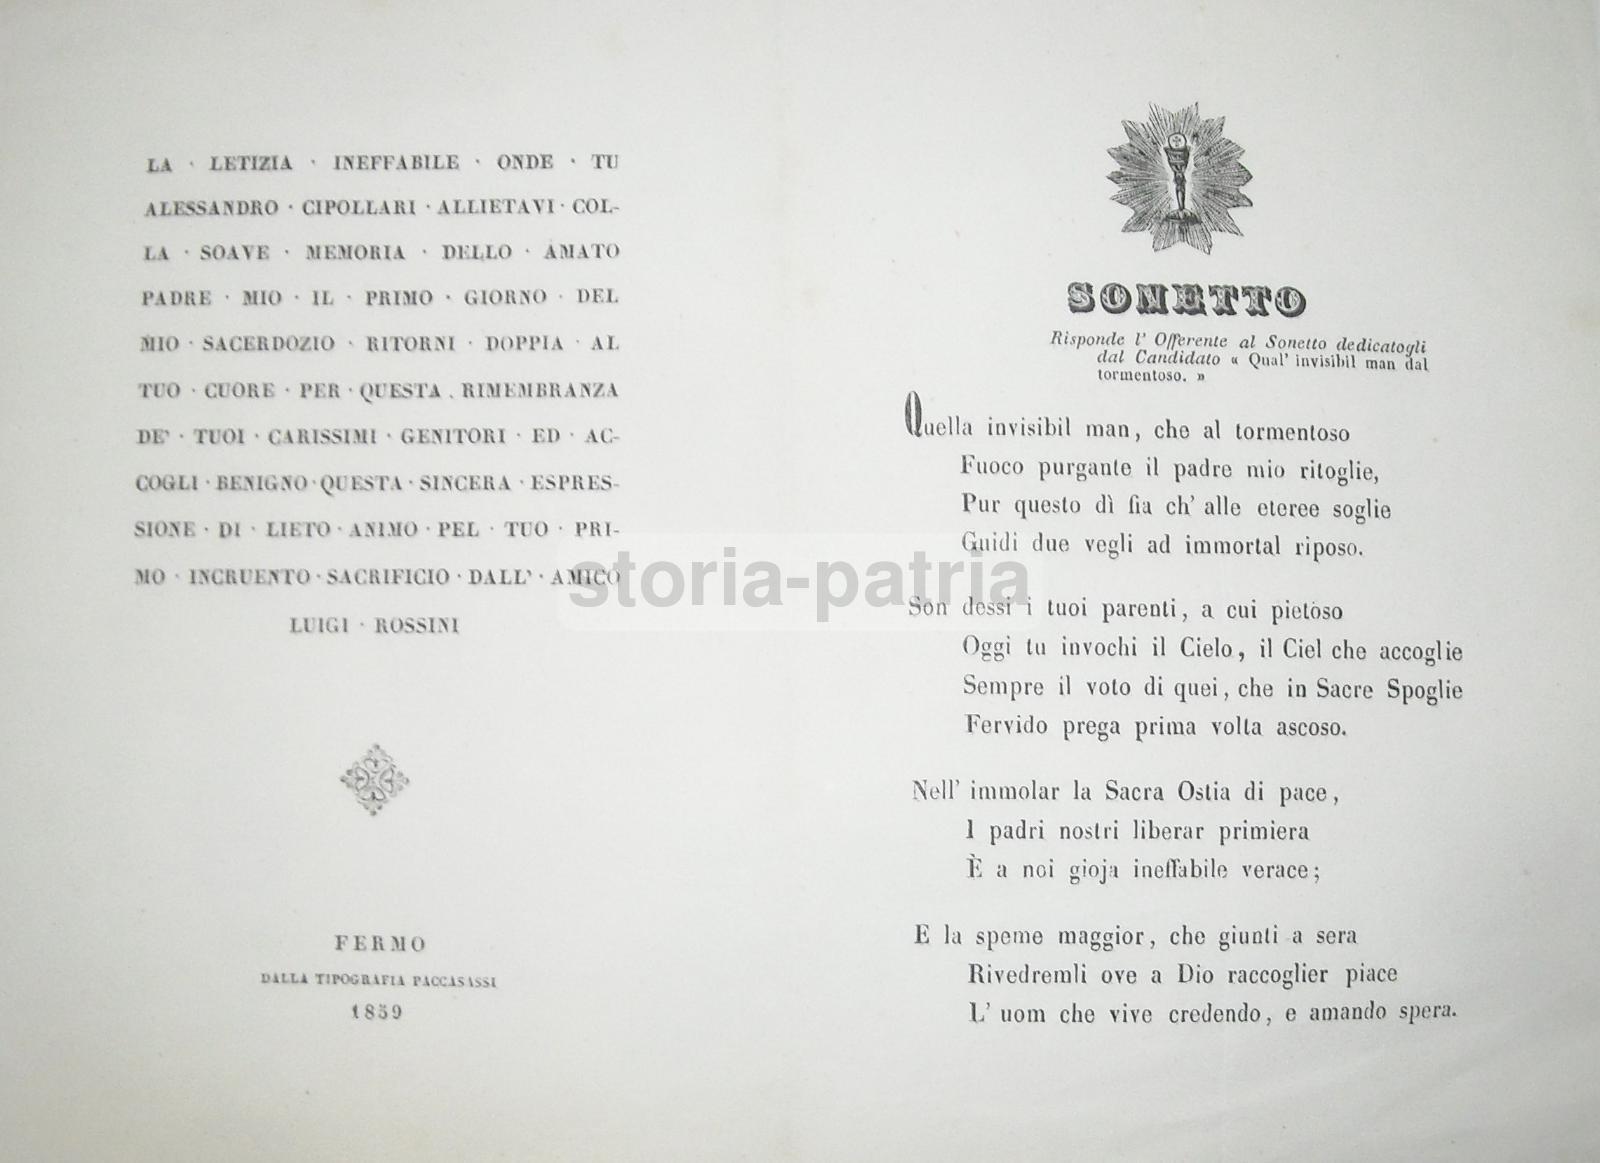 LA · LETIZIA · INEFFABILE · ONDE · TU
ALESSANDRO · CIPOLLARI · ALLIETAVI · COL-
LA · SOAVE · MEMORIA · DELLO · AMATO
PADRE · MIO · IL · PRIMO · GIORNO · DEL
MIO · SACERDOZIO · RITORNI · DOPPIA · AL
TUO · CUORE · PER · QUESTA . RIMEMBRANZA
DE' · TUOI · CARISSIMI · GENITORI · ED · AC-
COGLI · BENIGNO · QUESTA · SINCERA · ESPRES-
SIONE · DI · LIETO · ANIMO · PEL · TUO · PRI-
MO · INCRUENTO · SACRIFICIO · DALL' · AMICO
LUIGI · ROSSINI
FERMO
DALLA TIPOGRAFIA PACCASASSI
1859
SONETTO
Risponde l' Offerente al Sonetto dedicatogli
dal Candidato « Qual' invisibil man dal
tormentoso. »
Quella invisibil man, che al tormentoso
Fuoco purgante il padre mio ritoglie,
Pur questo dì fia ch' alle eteree soglie
Guidi due vegli ad immortal riposo.
Son dessi i tuoi parenti, a cui pietoso
Oggi tu invochi il Cielo, il Ciel che accoglie
Sempre il voto di quei, che in Sacre Spoglie
Fervido prega prima volta ascoso.
Nell' immolar la Sacra Ostia di pace,
I padri nostri liberar primiera
È a noi gioja ineffabile verace;
E la speme maggior, che giunti a sera
Rivedremli ove a Dio raccoglier piace
L' uom che vive credendo, e amando spera.
storia-patria